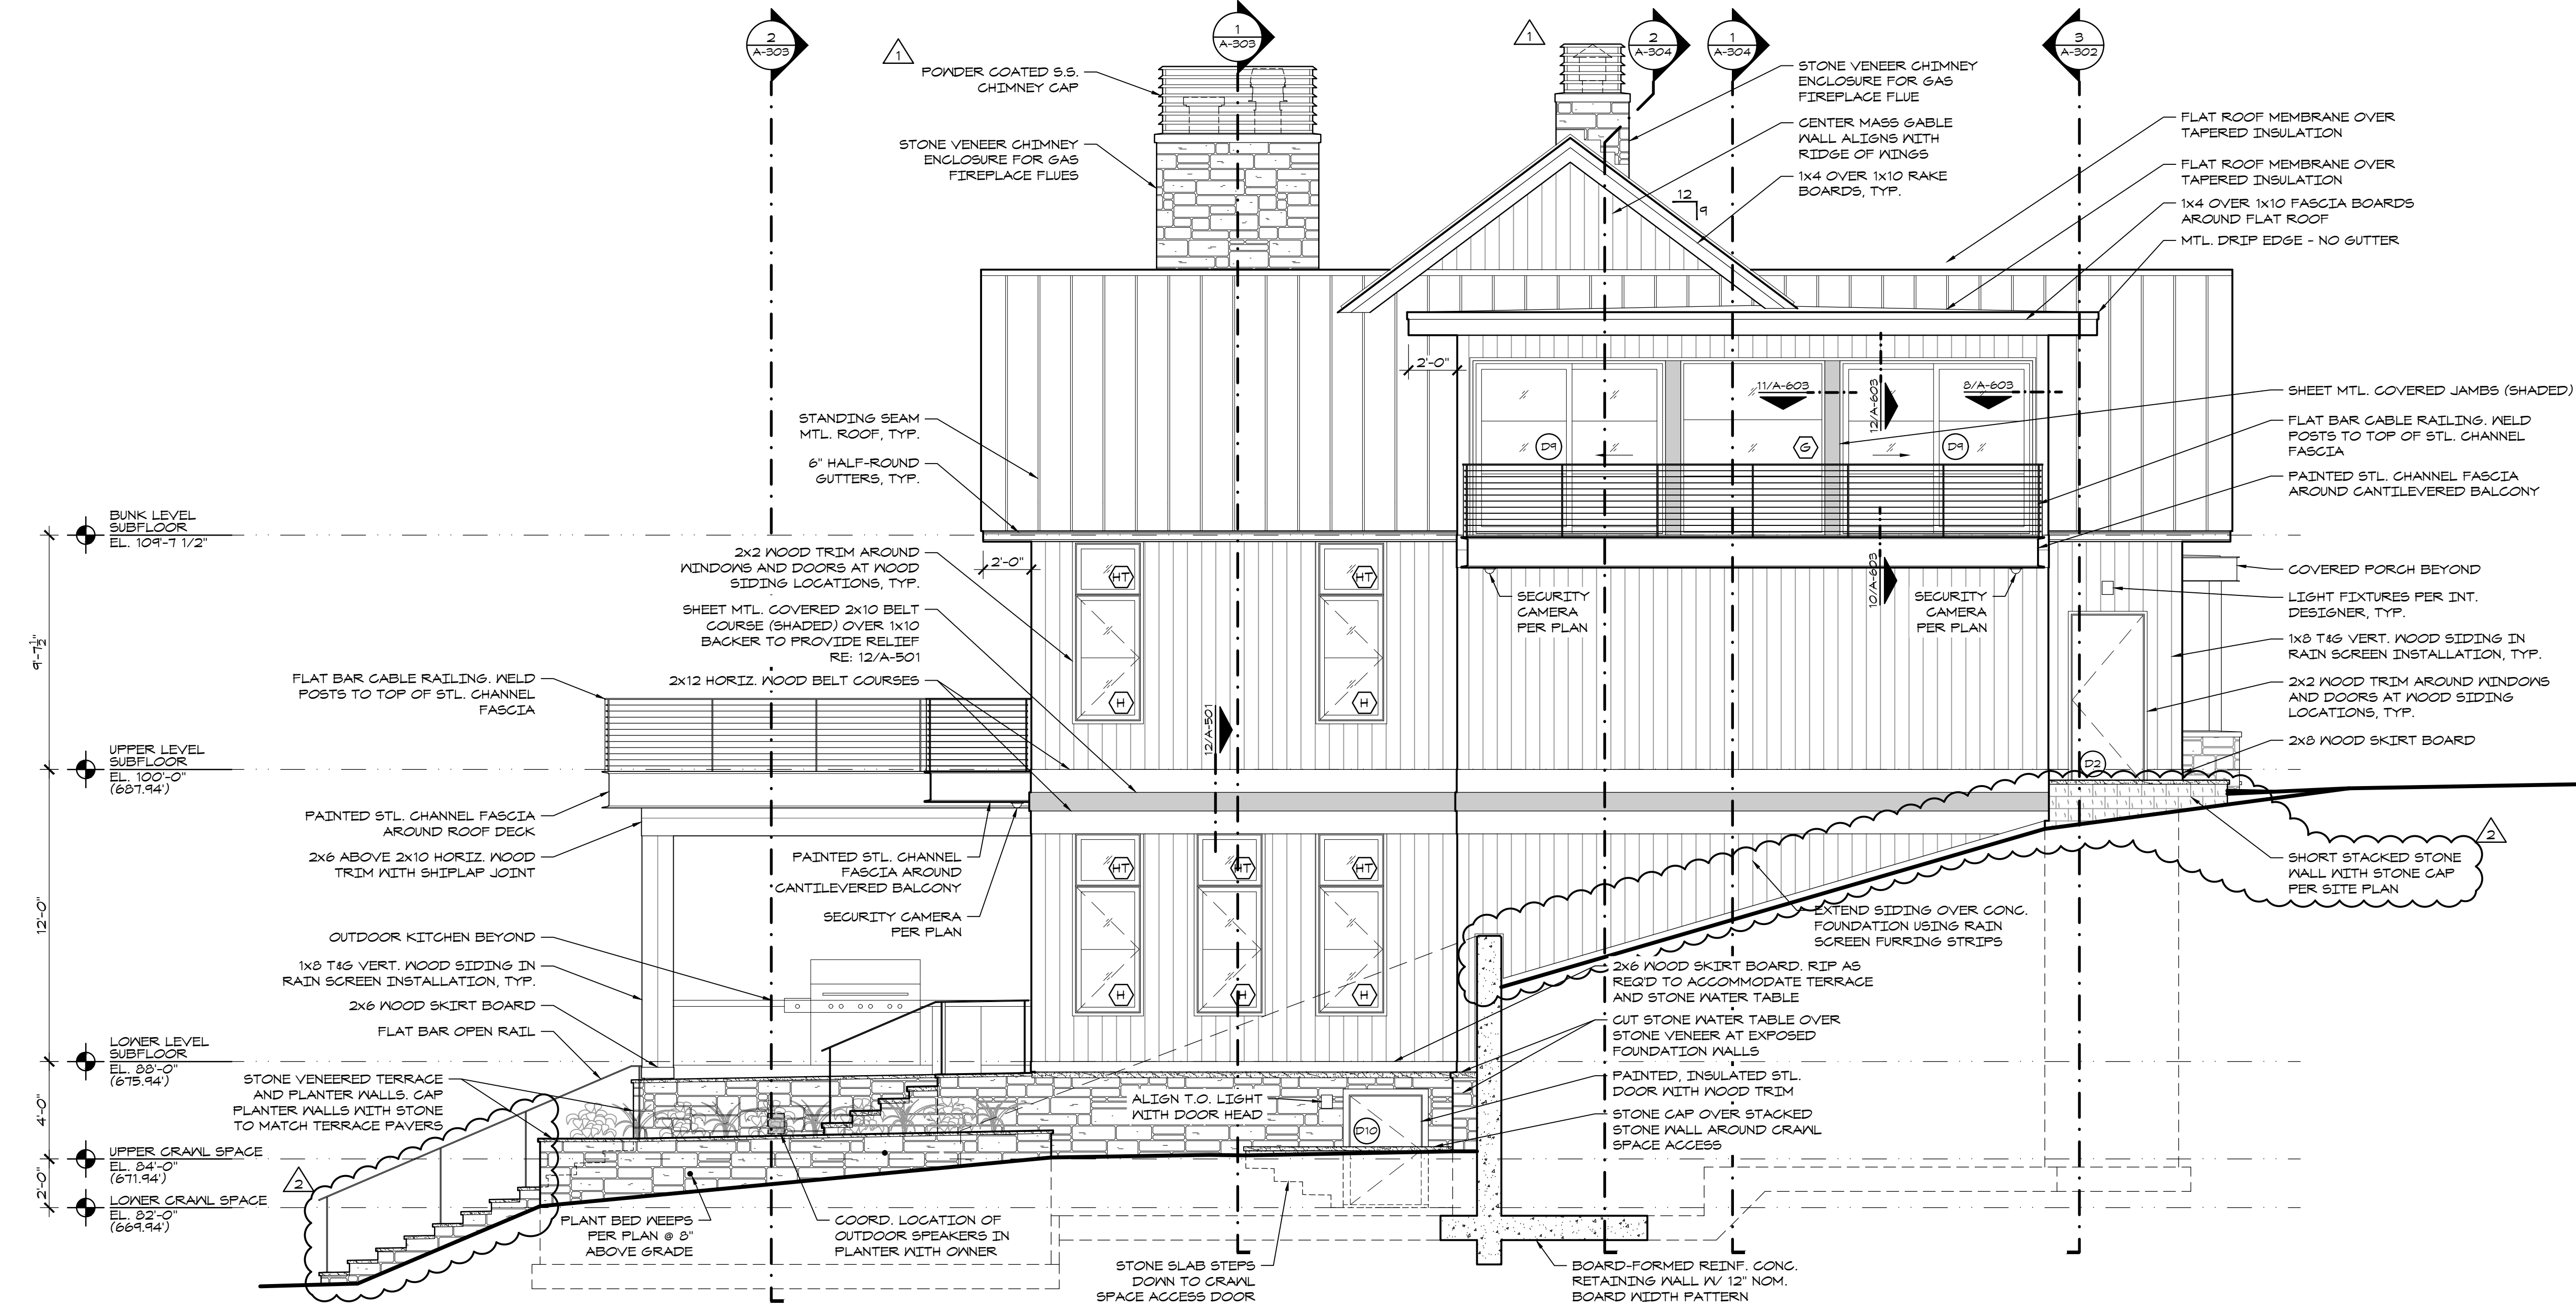 2
A-303
1
A-303
2
A-304
1
A-304
3
A-302
1
1
POWDER COATED S.S.
CHIMNEY CAP
STONE VENEER CHIMNEY
ENCLOSURE FOR GAS
FIREPLACE FLUES
STONE VENEER CHIMNEY
ENCLOSURE FOR GAS
FIREPLACE FLUE
CENTER MASS GABLE
WALL ALIGNS WITH
RIDGE OF WINGS
1x4 OVER 1x10 RAKE
BOARDS, TYP.
12
9
FLAT ROOF MEMBRANE OVER
TAPERED INSULATION
FLAT ROOF MEMBRANE OVER
TAPERED INSULATION
1x4 OVER 1x10 FASCIA BOARDS
AROUND FLAT ROOF
MTL. DRIP EDGE - NO GUTTER
2'-0"
11/A-603
12/A-603
8/A-603
D9
G
D9
SHEET MTL. COVERED JAMBS (SHADED)
FLAT BAR CABLE RAILING. WELD
POSTS TO TOP OF STL. CHANNEL
FASCIA
PAINTED STL. CHANNEL FASCIA
AROUND CANTILEVERED BALCONY
STANDING SEAM
MTL. ROOF, TYP.
6" HALF-ROUND
GUTTERS, TYP.
BUNK LEVEL
SUBFLOOR
EL. 109'-7 1/2"
2x2 WOOD TRIM AROUND
WINDOWS AND DOORS AT WOOD
SIDING LOCATIONS, TYP.
2'-0"
HT
HT
SHEET MTL. COVERED 2x10 BELT
COURSE (SHADED) OVER 1x10
BACKER TO PROVIDE RELIEF
RE: 12/A-501
2x12 HORIZ. WOOD BELT COURSES
H
H
12/A-501
SECURITY
CAMERA
PER PLAN
10/A-603
SECURITY
CAMERA
PER PLAN
COVERED PORCH BEYOND
LIGHT FIXTURES PER INT.
DESIGNER, TYP.
1x8 T&G VERT. WOOD SIDING IN
RAIN SCREEN INSTALLATION, TYP.
2x2 WOOD TRIM AROUND WINDOWS
AND DOORS AT WOOD SIDING
LOCATIONS, TYP.
2x8 WOOD SKIRT BOARD
D2
9'-7 1/2"
FLAT BAR CABLE RAILING. WELD
POSTS TO TOP OF STL. CHANNEL
FASCIA
UPPER LEVEL
SUBFLOOR
EL. 100'-0"
(687.94')
PAINTED STL. CHANNEL FASCIA
AROUND ROOF DECK
2x6 ABOVE 2x10 HORIZ. WOOD
TRIM WITH SHIPLAP JOINT
PAINTED STL. CHANNEL
FASCIA AROUND
CANTILEVERED BALCONY
SECURITY CAMERA
PER PLAN
HT
HT
HT
H
H
H
2
SHORT STACKED STONE
WALL WITH STONE CAP
PER SITE PLAN
EXTEND SIDING OVER CONC.
FOUNDATION USING RAIN
SCREEN FURRING STRIPS
12'-0"
OUTDOOR KITCHEN BEYOND
1x8 T&G VERT. WOOD SIDING IN
RAIN SCREEN INSTALLATION, TYP.
2x6 WOOD SKIRT BOARD
FLAT BAR OPEN RAIL
2x6 WOOD SKIRT BOARD. RIP AS
REQ'D TO ACCOMMODATE TERRACE
AND STONE WATER TABLE
CUT STONE WATER TABLE OVER
STONE VENEER AT EXPOSED
FOUNDATION WALLS
PAINTED, INSULATED STL.
DOOR WITH WOOD TRIM
STONE CAP OVER STACKED
STONE WALL AROUND CRAWL
SPACE ACCESS
LOWER LEVEL
SUBFLOOR
EL. 88'-0"
(675.94')
STONE VENEERED TERRACE
AND PLANTER WALLS. CAP
PLANTER WALLS WITH STONE
TO MATCH TERRACE PAVERS
ALIGN T.O. LIGHT
WITH DOOR HEAD
D10
4'-0"
UPPER CRAWL SPACE
EL. 84'-0"
(671.94')
2
2'-0"
LOWER CRAWL SPACE
EL. 82'-0"
(669.94')
PLANT BED WEEPS
PER PLAN @ 8"
ABOVE GRADE
COORD. LOCATION OF
OUTDOOR SPEAKERS IN
PLANTER WITH OWNER
STONE SLAB STEPS
DOWN TO CRAWL
SPACE ACCESS DOOR
BOARD-FORMED REINF. CONC.
RETAINING WALL W/ 12" NOM.
BOARD WIDTH PATTERN